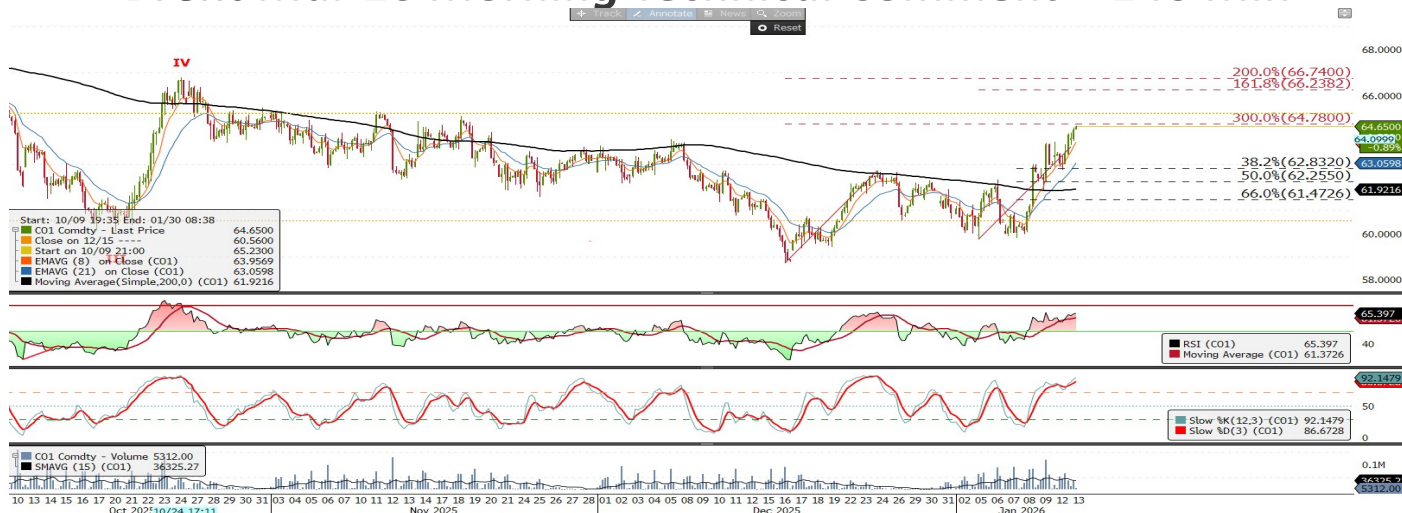 Track Annotate News Zoom
Reset
IV
200.0%(66.7400)
161.8%(66.2382)
300.0%(64.7800)
38.2%(62.8320)
50.0%(62.2550)
66.0%(61.4726)
68.0000
66.0000
64.6500
64.0999
-0.89%
63.0598
61.9216
60.0000
58.0000
Start: 10/09 19:35 End: 01/30 08:38
CO1 Comdty - Last Price 64.6500
Close on 12/15 ---- 60.5600
Start on 10/09 21:00 65.2300
EMAVG (8) on Close (CO1) 63.9569
EMAVG (21) on Close (CO1) 63.0598
Moving Average(Simple,200,0) (CO1) 61.9216
65.397
40
RSI (CO1) 65.397
Moving Average (CO1) 61.3726
92.1479
50
0
Slow %K(12,3) (CO1) 92.1479
Slow %D(3) (CO1) 86.6728
CO1 Comdty - Volume 5312.00
SMAVG (15) (CO1) 36325.27
0.1M
36325.2
5312.00
10 13 14 15 16 17 20 21 22 23 24 27 28 29 30 31 03 04 05 06 07 10 11 12 13 14 17 18 19 20 21 24 25 26 27 28 01 02 03 04 05 08 09 10 11 12 15 16 17 18 19 22 23 24 26 29 30 31 02 05 06 07 08 09 12 13
Oct 2025 10/24 17:11 Nov 2025 Dec 2025 Jan 2026